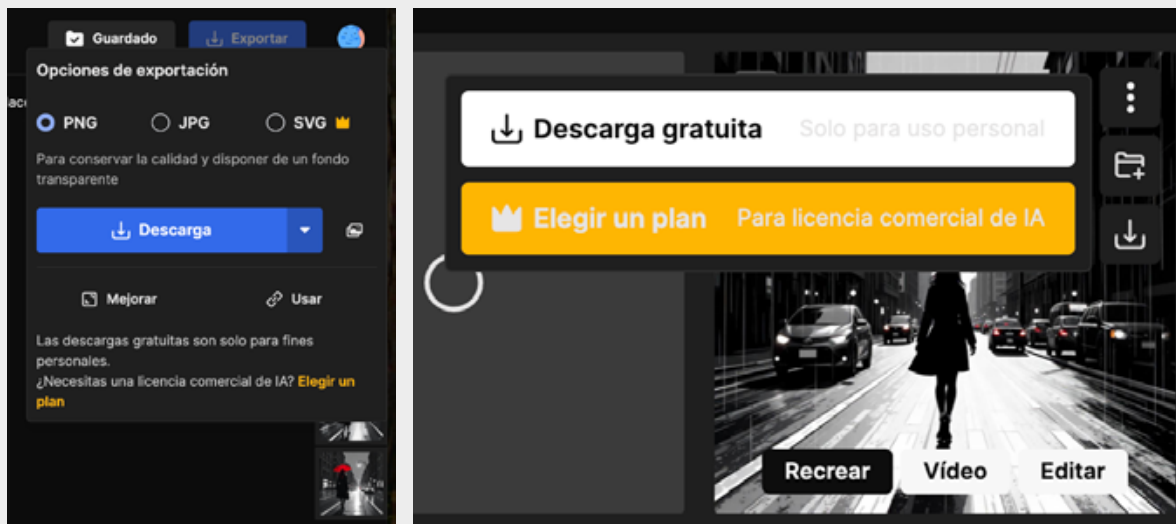 Guardado
Exportar
Opciones de exportación
PNG
JPG
SVG
Para conservar la calidad y disponer de un fondo
transparente
Descarga
Mejorar
Usar
Las descargas gratuitas son solo para fines
personales.
¿Necesitas una licencia comercial de IA? Elegir un
plan
Descarga gratuita Solo para uso personal
Elegir un plan Para licencia comercial de IA
Recrear
Vídeo
Editar